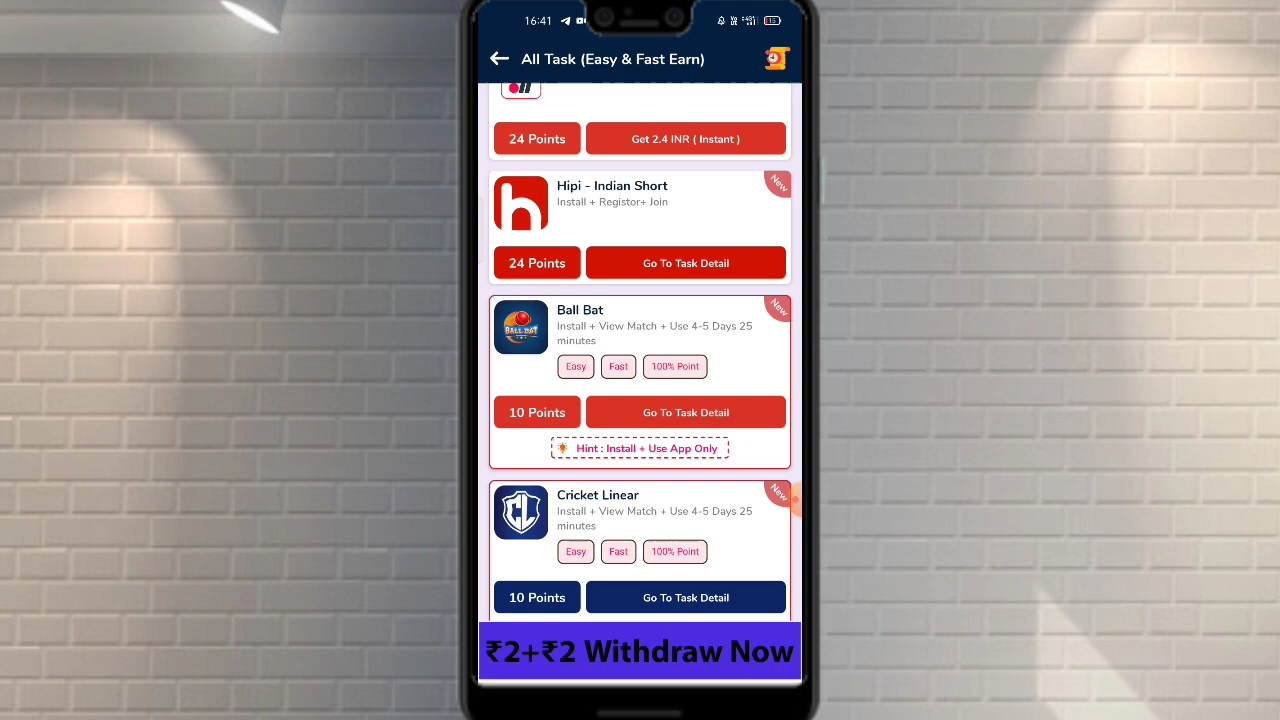 16:41
All Task (Easy & Fast Earn)
24 Points
Get 2.4 INR ( Instant )
Hipi - Indian Short
Install + Registor+ Join
New
24 Points
Go To Task Detail
Ball Bat
Install + View Match + Use 4-5 Days 25
minutes
New
BALL BAT
Easy
Fast
100% Point
10 Points
Go To Task Detail
Hint : Install + Use App Only
Cricket Linear
Install + View Match + Use 4-5 Days 25
minutes
New
CL
Easy
Fast
100% Point
10 Points
Go To Task Detail
₹2+₹2 Withdraw Now